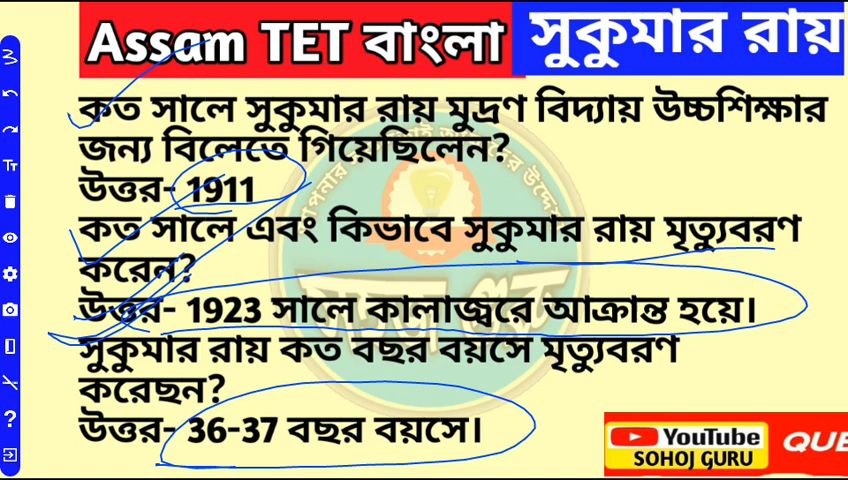 Assam TET বাংলা
সুকুমার রায়
কত সালে সুকুমার রায় মুদ্রণ বিদ্যায় উচ্চশিক্ষার
জন্য বিলেতে গিয়েছিলেন?
উত্তর- 1911
কত সালে এবং কিভাবে সুকুমার রায় মৃত্যুবরণ
করেন?
উত্তর- 1923 সালে কালাজ্বরে আক্রান্ত হয়ে।
সুকুমার রায় কত বছর বয়সে মৃত্যুবরণ
করেছন?
উত্তর- 36-37 বছর বয়সে।
YouTube
SOHOJ GURU
QUE